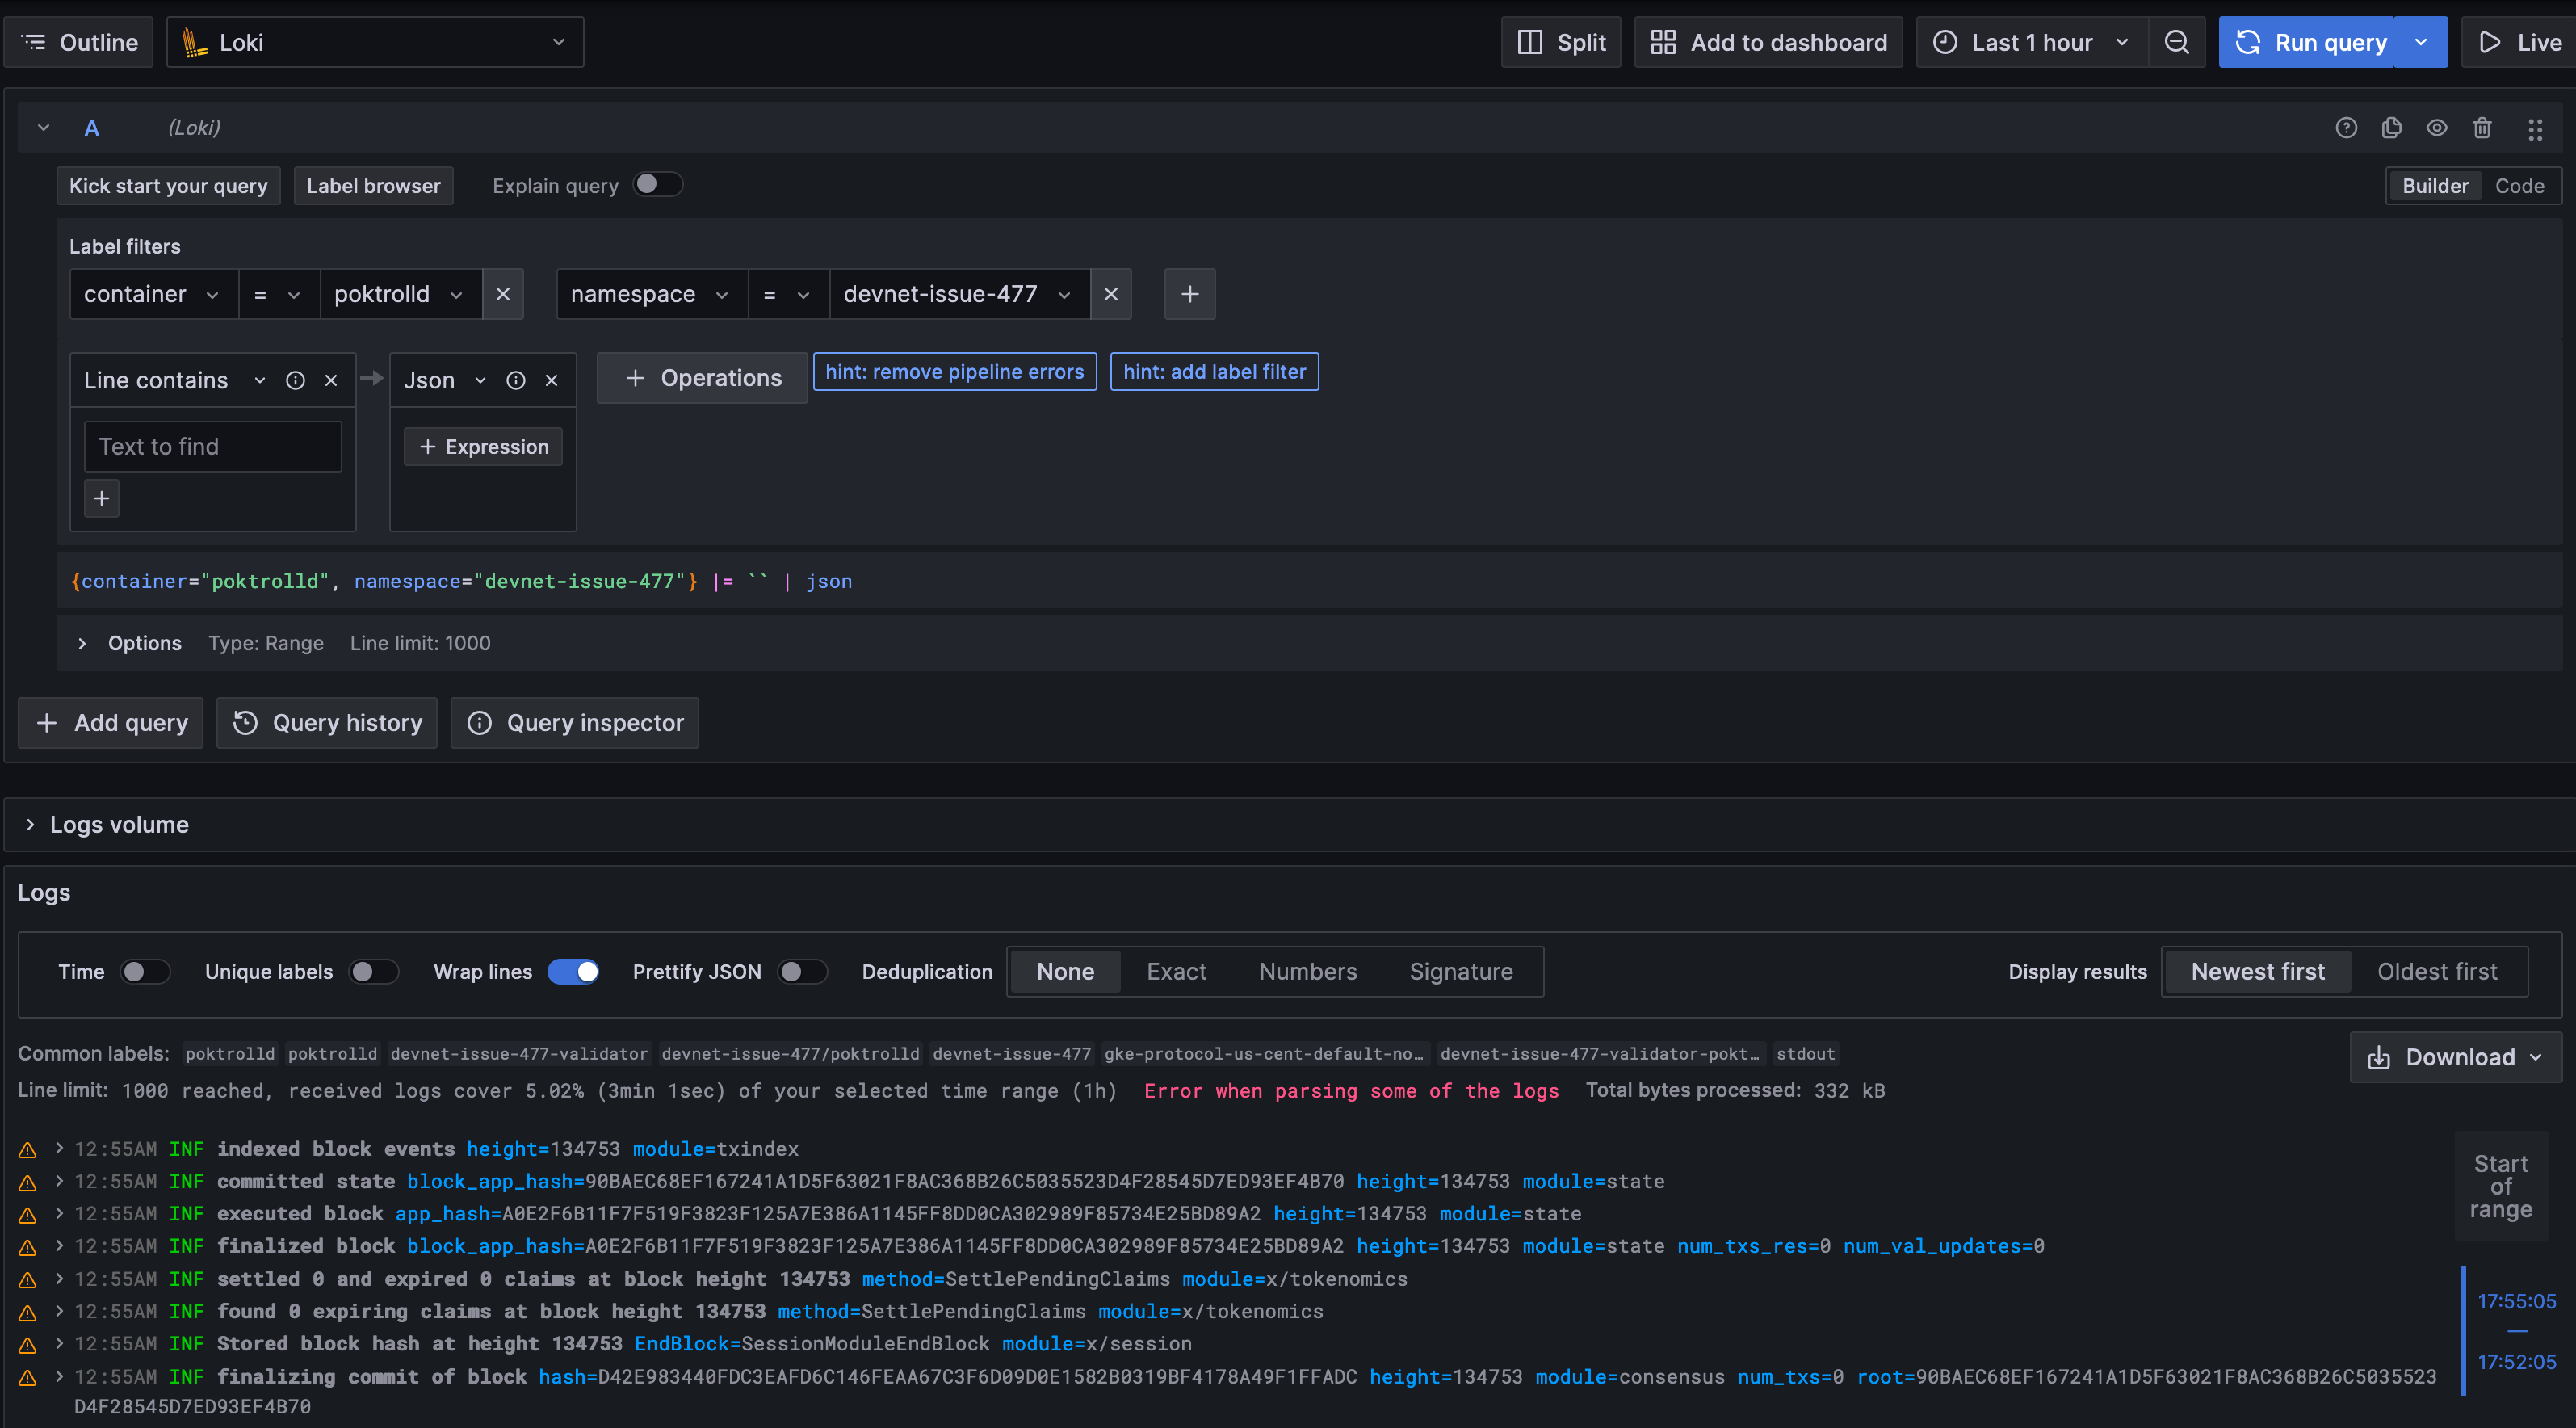 Outline Loki Split Add to dashboard Last 1 hour Run query Live
A (Loki)
Kick start your query Label browser Explain query Builder Code
Label filters
container = poktrolld namespace = devnet-issue-477
Line contains Json Operations hint: remove pipeline errors hint: add label filter
Text to find Expression
{container="poktrolld", namespace="devnet-issue-477"} |= `` | json
Options Type: Range Line limit: 1000
Add query Query history Query inspector
Logs volume
Logs
Time Unique labels Wrap lines Prettify JSON Deduplication None Exact Numbers Signature Display results Newest first Oldest first
Common labels: poktrolld poktrolld devnet-issue-477-validator devnet-issue-477/poktrolld devnet-issue-477 gke-protocol-us-cent-default-no… devnet-issue-477-validator-pokt… stdout
Download
Line limit: 1000 reached, received logs cover 5.02% (3min 1sec) of your selected time range (1h) Error when parsing some of the logs Total bytes processed: 332 kB
12:55AM INF indexed block events height=134753 module=txindex
12:55AM INF committed state block_app_hash=90BAEC68EF167241A1D5F63021F8AC368B26C5035523D4F28545D7ED93EF4B70 height=134753 module=state
12:55AM INF executed block app_hash=A0E2F6B11F7F519F3823F125A7E386A1145FF8DD0CA302989F85734E25BD89A2 height=134753 module=state
12:55AM INF finalized block block_app_hash=A0E2F6B11F7F519F3823F125A7E386A1145FF8DD0CA302989F85734E25BD89A2 height=134753 module=state num_txs_res=0 num_val_updates=0
12:55AM INF settled 0 and expired 0 claims at block height 134753 method=SettlePendingClaims module=x/tokenomics
12:55AM INF found 0 expiring claims at block height 134753 method=SettlePendingClaims module=x/tokenomics
12:55AM INF Stored block hash at height 134753 EndBlock=SessionModuleEndBlock module=x/session
12:55AM INF finalizing commit of block hash=D42E983440FDC3EAFD6C146FEAA67C3F6D09D0E1582B0319BF4178A49F1FFADC height=134753 module=consensus num_txs=0 root=90BAEC68EF167241A1D5F63021F8AC368B26C5035523
D4F28545D7ED93EF4B70
Start
of
range
17:55:05
—
17:52:05